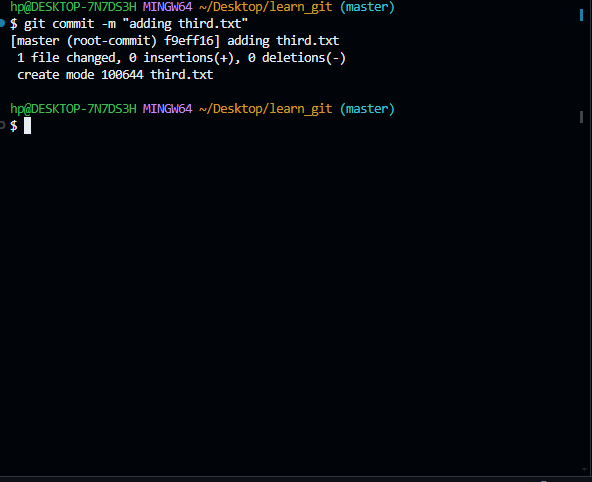 hp@DESKTOP-7N7DS3H MINGW64 ~/Desktop/learn_git (master)
$ git commit -m "adding third.txt"
[master (root-commit) f9eff16] adding third.txt
 1 file changed, 0 insertions(+), 0 deletions(-)
 create mode 100644 third.txt
hp@DESKTOP-7N7DS3H MINGW64 ~/Desktop/learn_git (master)
$